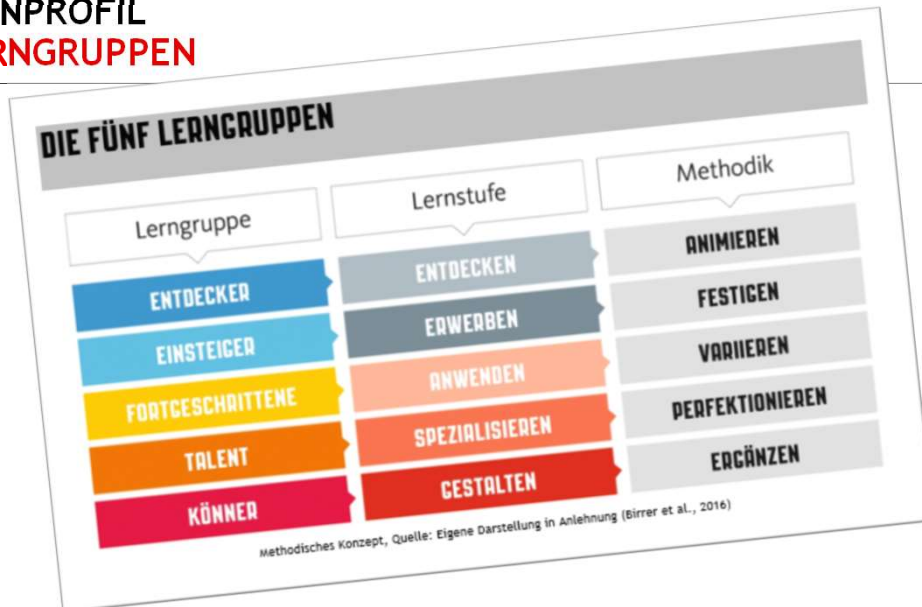 NPROFIL
RNGRUPPEN
DIE FÜNF LERNGRUPPEN
Lerngruppe Lernstufe Methodik
ENTDECKER ENTDECKEN ANIMIEREN
EINSTEIGER ERWERBEN FESTIGEN
FORTGESCHRITTENE ANWENDEN VARIIEREN
TALENT SPEZIALISIEREN PERFEKTIONIEREN
KÖNNER GESTALTEN ERGÄNZEN
Methodisches Konzept, Quelle: Eigene Darstellung in Anlehnung (Birrer et al., 2016)